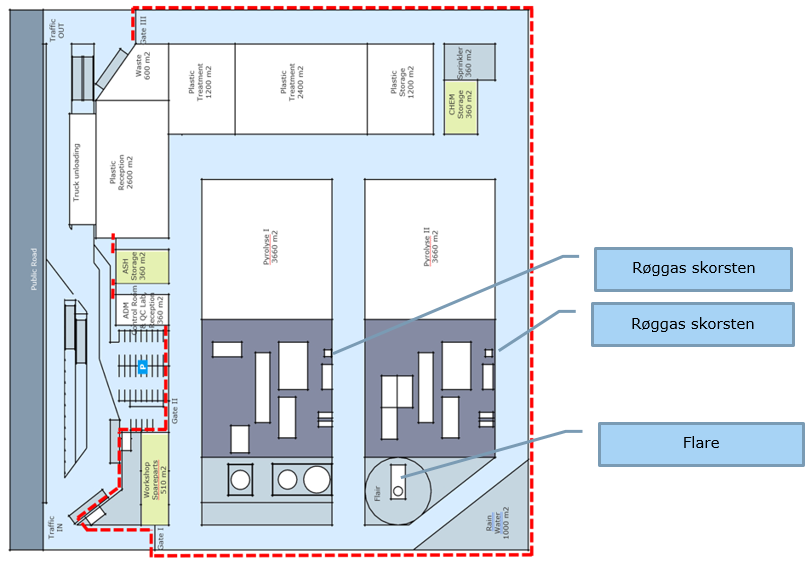 Traffic
OUT
Gate III
Waste
600 m2
Plastic
Treatment
1200 m2
Plastic
Treatment
2400 m2
Plastic
Storage
1200 m2
Sprinkler
360 m2
CHEM
Storage
360 m2
Truck unloading
Plastic
Reception
2600 m2
Public Road
ASH
Storage
360 m2
ADM
Control Room
& QC Lab.
Reception
360 m2
Pyrolyse I
3660 m2
Pyrolyse II
3660 m2
Røggas skorsten
Røggas skorsten
P
Gate II
Flare
Workshop
Spareparts
510 m2
Flair
Rain
Water
1000 m2
Traffic
IN
Gate I